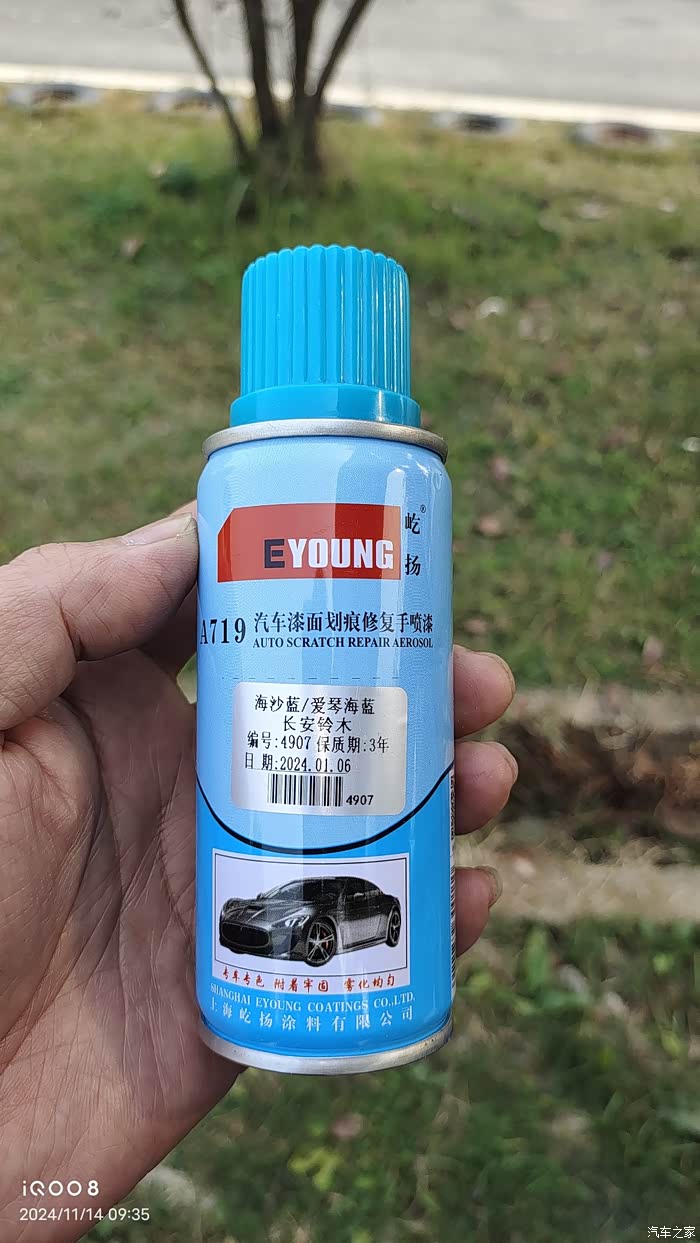 EYOUNG
屹扬®
A719 汽车漆面划痕修复手喷漆
AUTO SCRATCH REPAIR AEROSOL
海沙蓝/爱琴海蓝
长安铃木
编号:4907 保质期:3年
日 期:2024.01.06
4907
专车专色 附着牢固 雾化均匀
SHANGHAI EYOUNG COATINGS CO.,LTD.
上海屹扬涂料有限公司
iQOO 8
2024/11/14 09:35
汽车之家